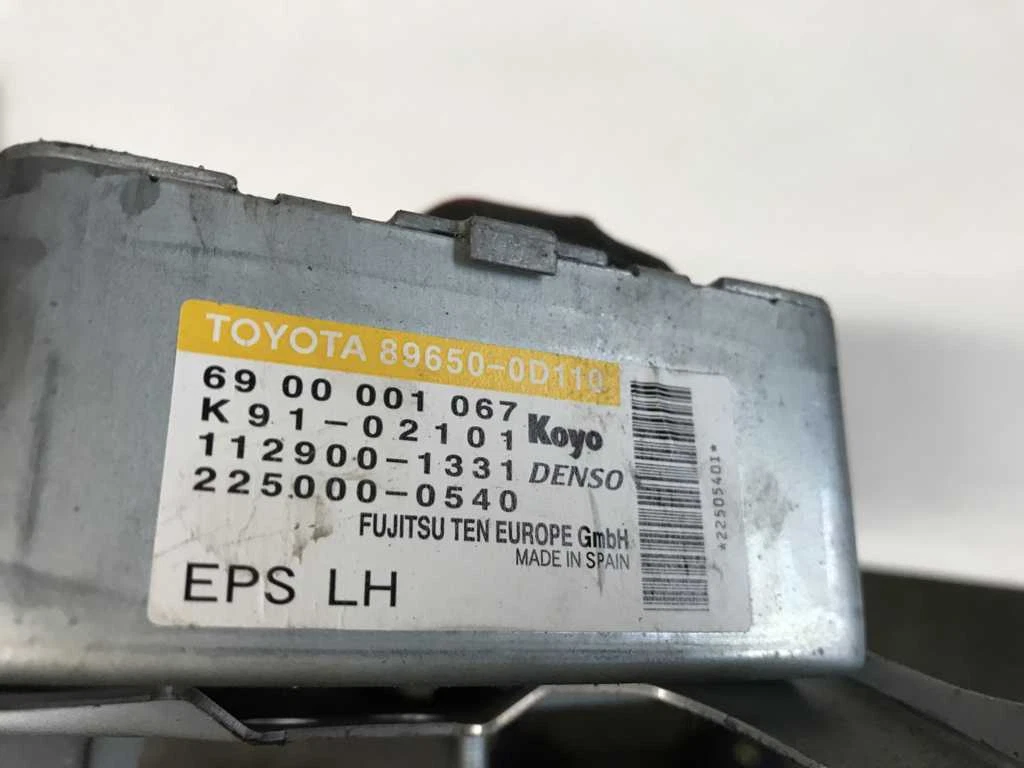 TOYOTA 89650-0D110
69 00 001 067
K91-02101 Koyo
112900-1331 DENSO
225000-0540
FUJITSU TEN EUROPE GmbH
MADE IN SPAIN
EPS LH
*2250540I*